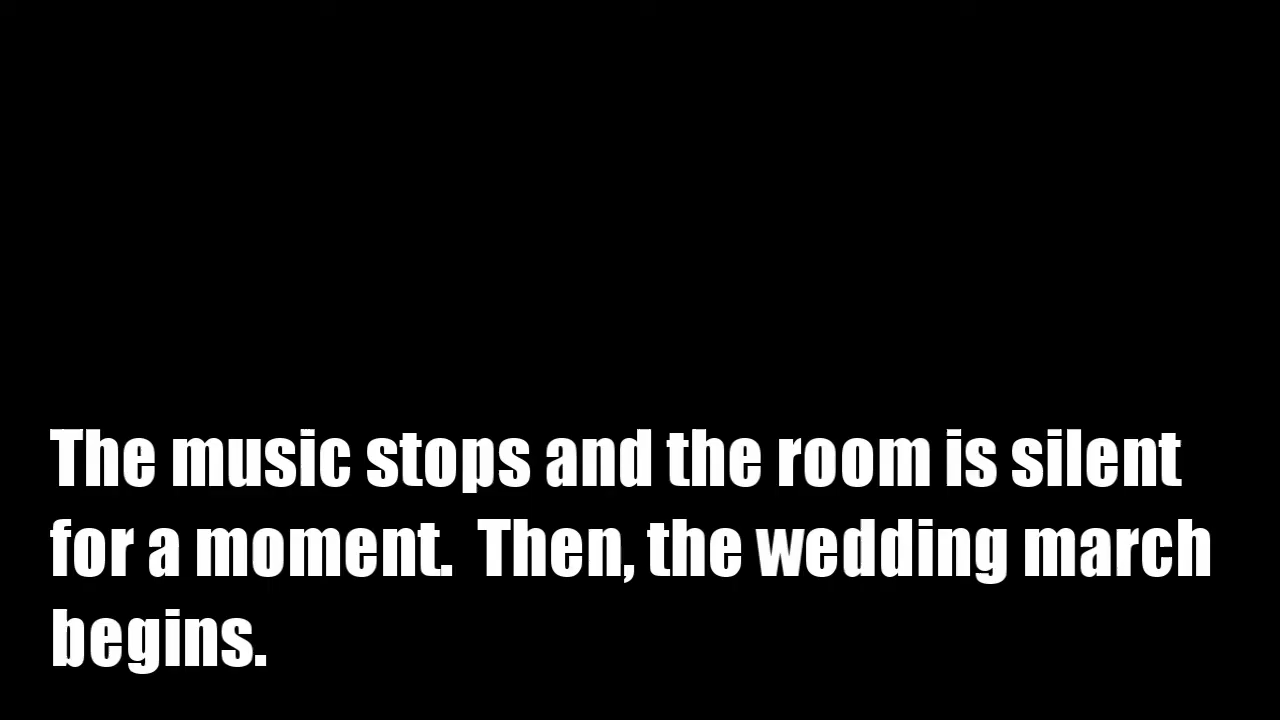 The music stops and the room is silent
for a moment.  Then, the wedding march
begins.